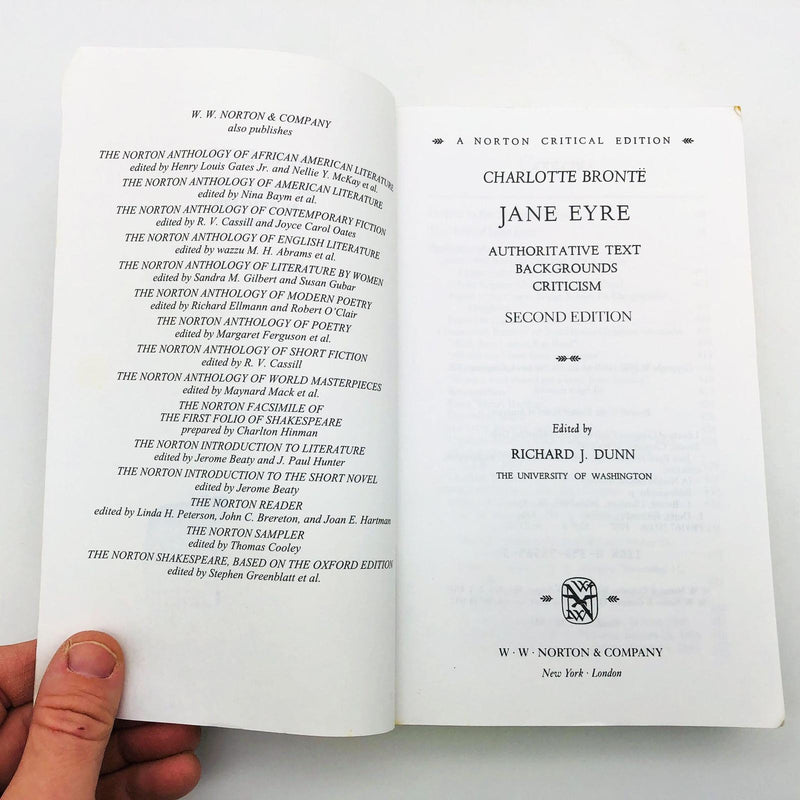 W. W. NORTON & COMPANY
also publishes
THE NORTON ANTHOLOGY OF AFRICAN AMERICAN LITERATURE
edited by Henry Louis Gates Jr. and Nellie Y. McKay et al.
THE NORTON ANTHOLOGY OF AMERICAN LITERATURE
edited by Nina Baym et al.
THE NORTON ANTHOLOGY OF CONTEMPORARY FICTION
edited by R. V. Cassill and Joyce Carol Oates
THE NORTON ANTHOLOGY OF ENGLISH LITERATURE
edited by wazzu M. H. Abrams et al.
THE NORTON ANTHOLOGY OF LITERATURE BY WOMEN
edited by Sandra M. Gilbert and Susan Gubar
THE NORTON ANTHOLOGY OF MODERN POETRY
edited by Richard Ellmann and Robert O'Clair
THE NORTON ANTHOLOGY OF POETRY
edited by Margaret Ferguson et al.
THE NORTON ANTHOLOGY OF SHORT FICTION
edited by R. V. Cassill
THE NORTON ANTHOLOGY OF WORLD MASTERPIECES
edited by Maynard Mack et al.
THE NORTON FACSIMILE OF
THE FIRST FOLIO OF SHAKESPEARE
prepared by Charlton Hinman
THE NORTON INTRODUCTION TO LITERATURE
edited by Jerome Beaty and J. Paul Hunter
THE NORTON INTRODUCTION TO THE SHORT NOVEL
edited by Jerome Beaty
THE NORTON READER
edited by Linda H. Peterson, John C. Brereton, and Joan E. Hartman
THE NORTON SAMPLER
edited by Thomas Cooley
THE NORTON SHAKESPEARE, BASED ON THE OXFORD EDITION
edited by Stephen Greenblatt et al.
A NORTON CRITICAL EDITION
CHARLOTTE BRONTË
JANE EYRE
AUTHORITATIVE TEXT
BACKGROUNDS
CRITICISM
SECOND EDITION
Edited by
RICHARD J. DUNN
THE UNIVERSITY OF WASHINGTON
W · W · NORTON & COMPANY
New York · London